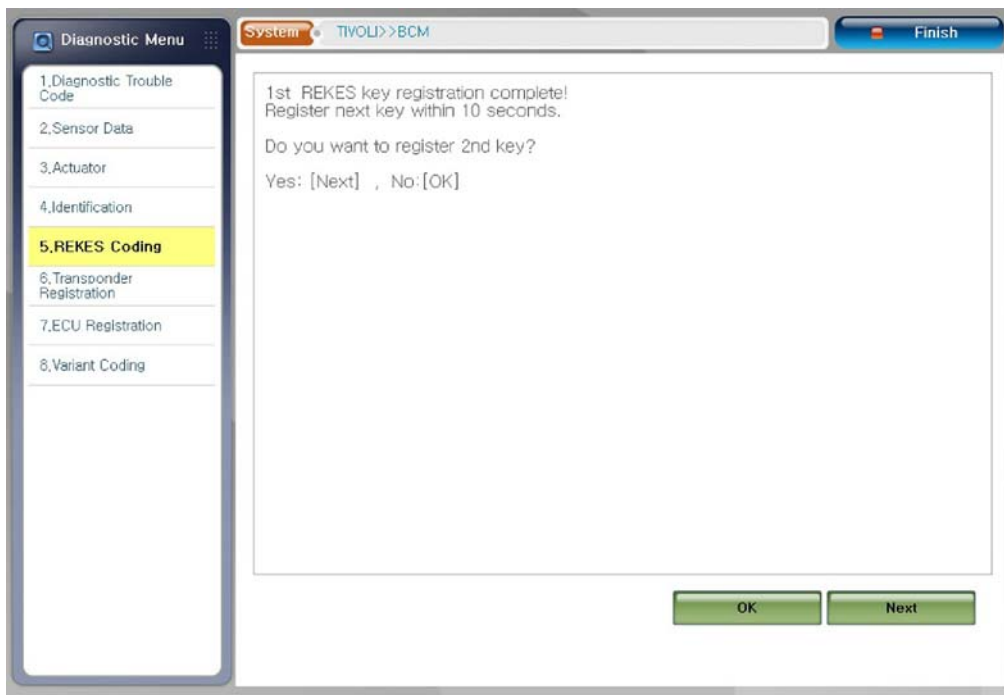 Diagnostic Menu
System
TIVOLI>>BCM
Finish
1.Diagnostic Trouble
Code
2.Sensor Data
3.Actuator
4.Identification
5.REKES Coding
6.Transponder
Registration
7.ECU Registration
8.Variant Coding
1st REKES key registration complete!
Register next key within 10 seconds.
Do you want to register 2nd key?
Yes: [Next] , No:[OK]
OK
Next